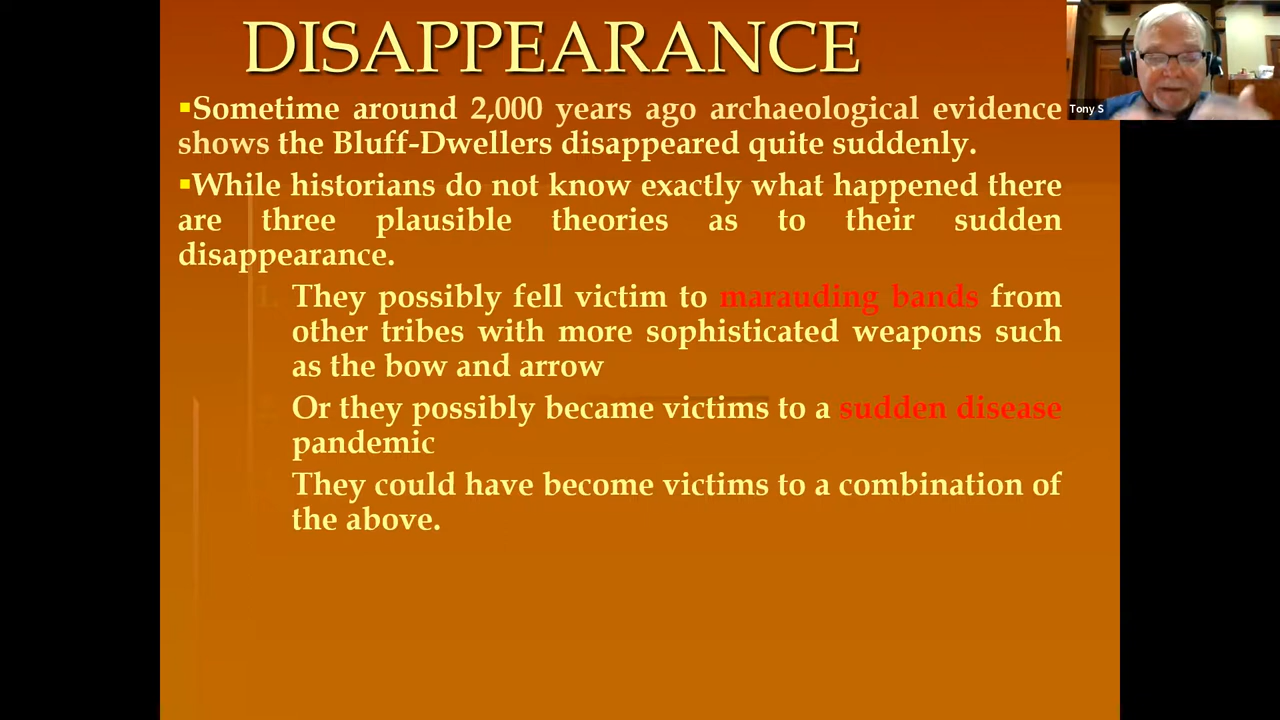 DISAPPEARANCE
▪Sometime around 2,000 years ago archaeological evidence
shows the Bluff-Dwellers disappeared quite suddenly.
▪While historians do not know exactly what happened there
are three plausible theories as to their sudden
disappearance.
1. They possibly fell victim to marauding bands from
other tribes with more sophisticated weapons such
as the bow and arrow
Or they possibly became victims to a sudden disease
pandemic
They could have become victims to a combination of
the above.
Tony S